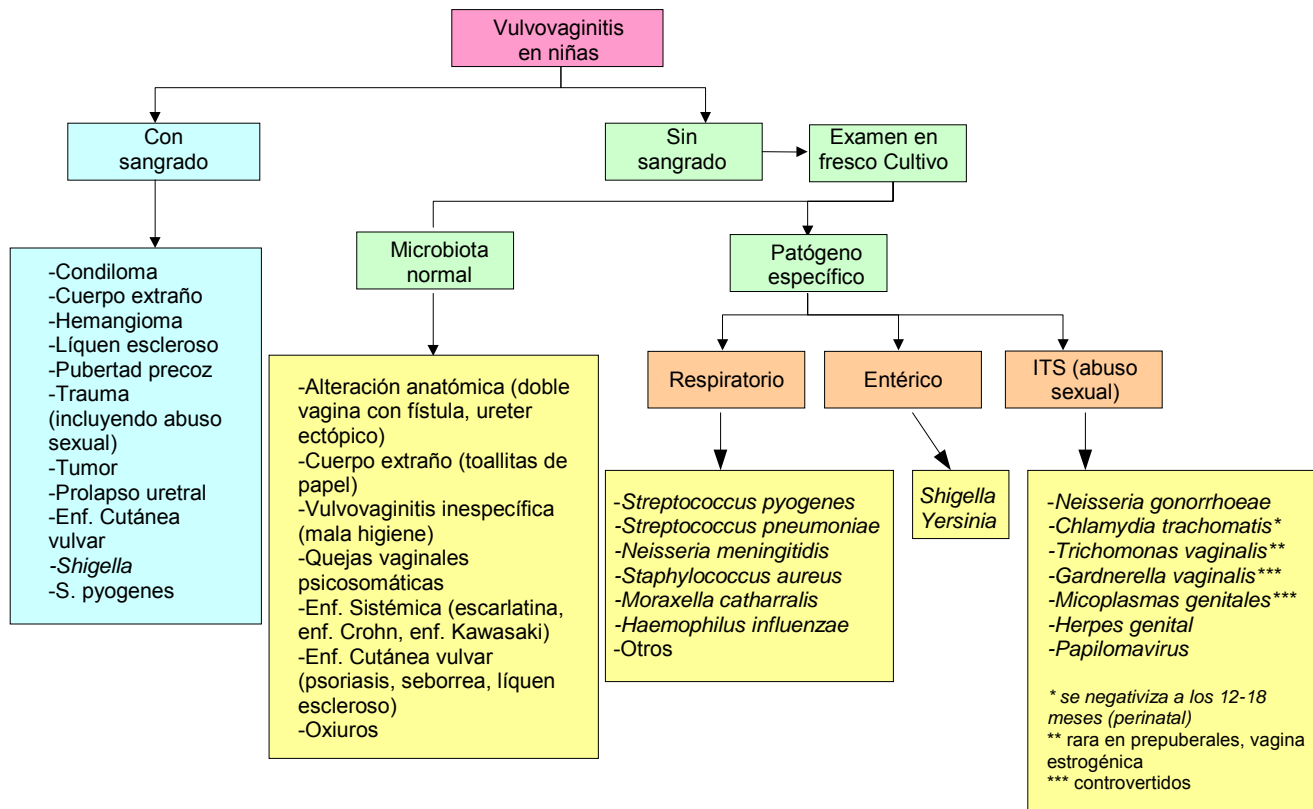 Vulvovaginitis
en niñas
Con
sangrado
Sin
sangrado
Examen en
fresco Cultivo
Microbiota
normal
Patógeno
específico
Respiratorio
Entérico
ITS (abuso
sexual)
-Condiloma
-Cuerpo extraño
-Hemangioma
-Líquen escleroso
-Pubertad precoz
-Trauma
(incluyendo abuso
sexual)
-Tumor
-Prolapso uretral
-Enf. Cutánea
vulvar
-Shigella
-S. pyogenes
-Alteración anatómica (doble
vagina con fístula, ureter
ectópico)
-Cuerpo extraño (toallitas de
papel)
-Vulvovaginitis inespecífica
(mala higiene)
-Quejas vaginales
psicosomáticas
-Enf. Sistémica (escarlatina,
enf. Crohn, enf. Kawasaki)
-Enf. Cutánea vulvar
(psoriasis, seborrea, líquen
escleroso)
-Oxiuros
-Streptococcus pyogenes
-Streptococcus pneumoniae
-Neisseria meningitidis
-Staphylococcus aureus
-Moraxella catharralis
-Haemophilus influenzae
-Otros
Shigella
Yersinia
-Neisseria gonorrhoeae
-Chlamydia trachomatis*
-Trichomonas vaginalis**
-Gardnerella vaginalis***
-Micoplasmas genitales***
-Herpes genital
-Papilomavirus
* se negativiza a los 12-18
meses (perinatal)
** rara en prepuberales, vagina
estrogénica
*** controvertidos